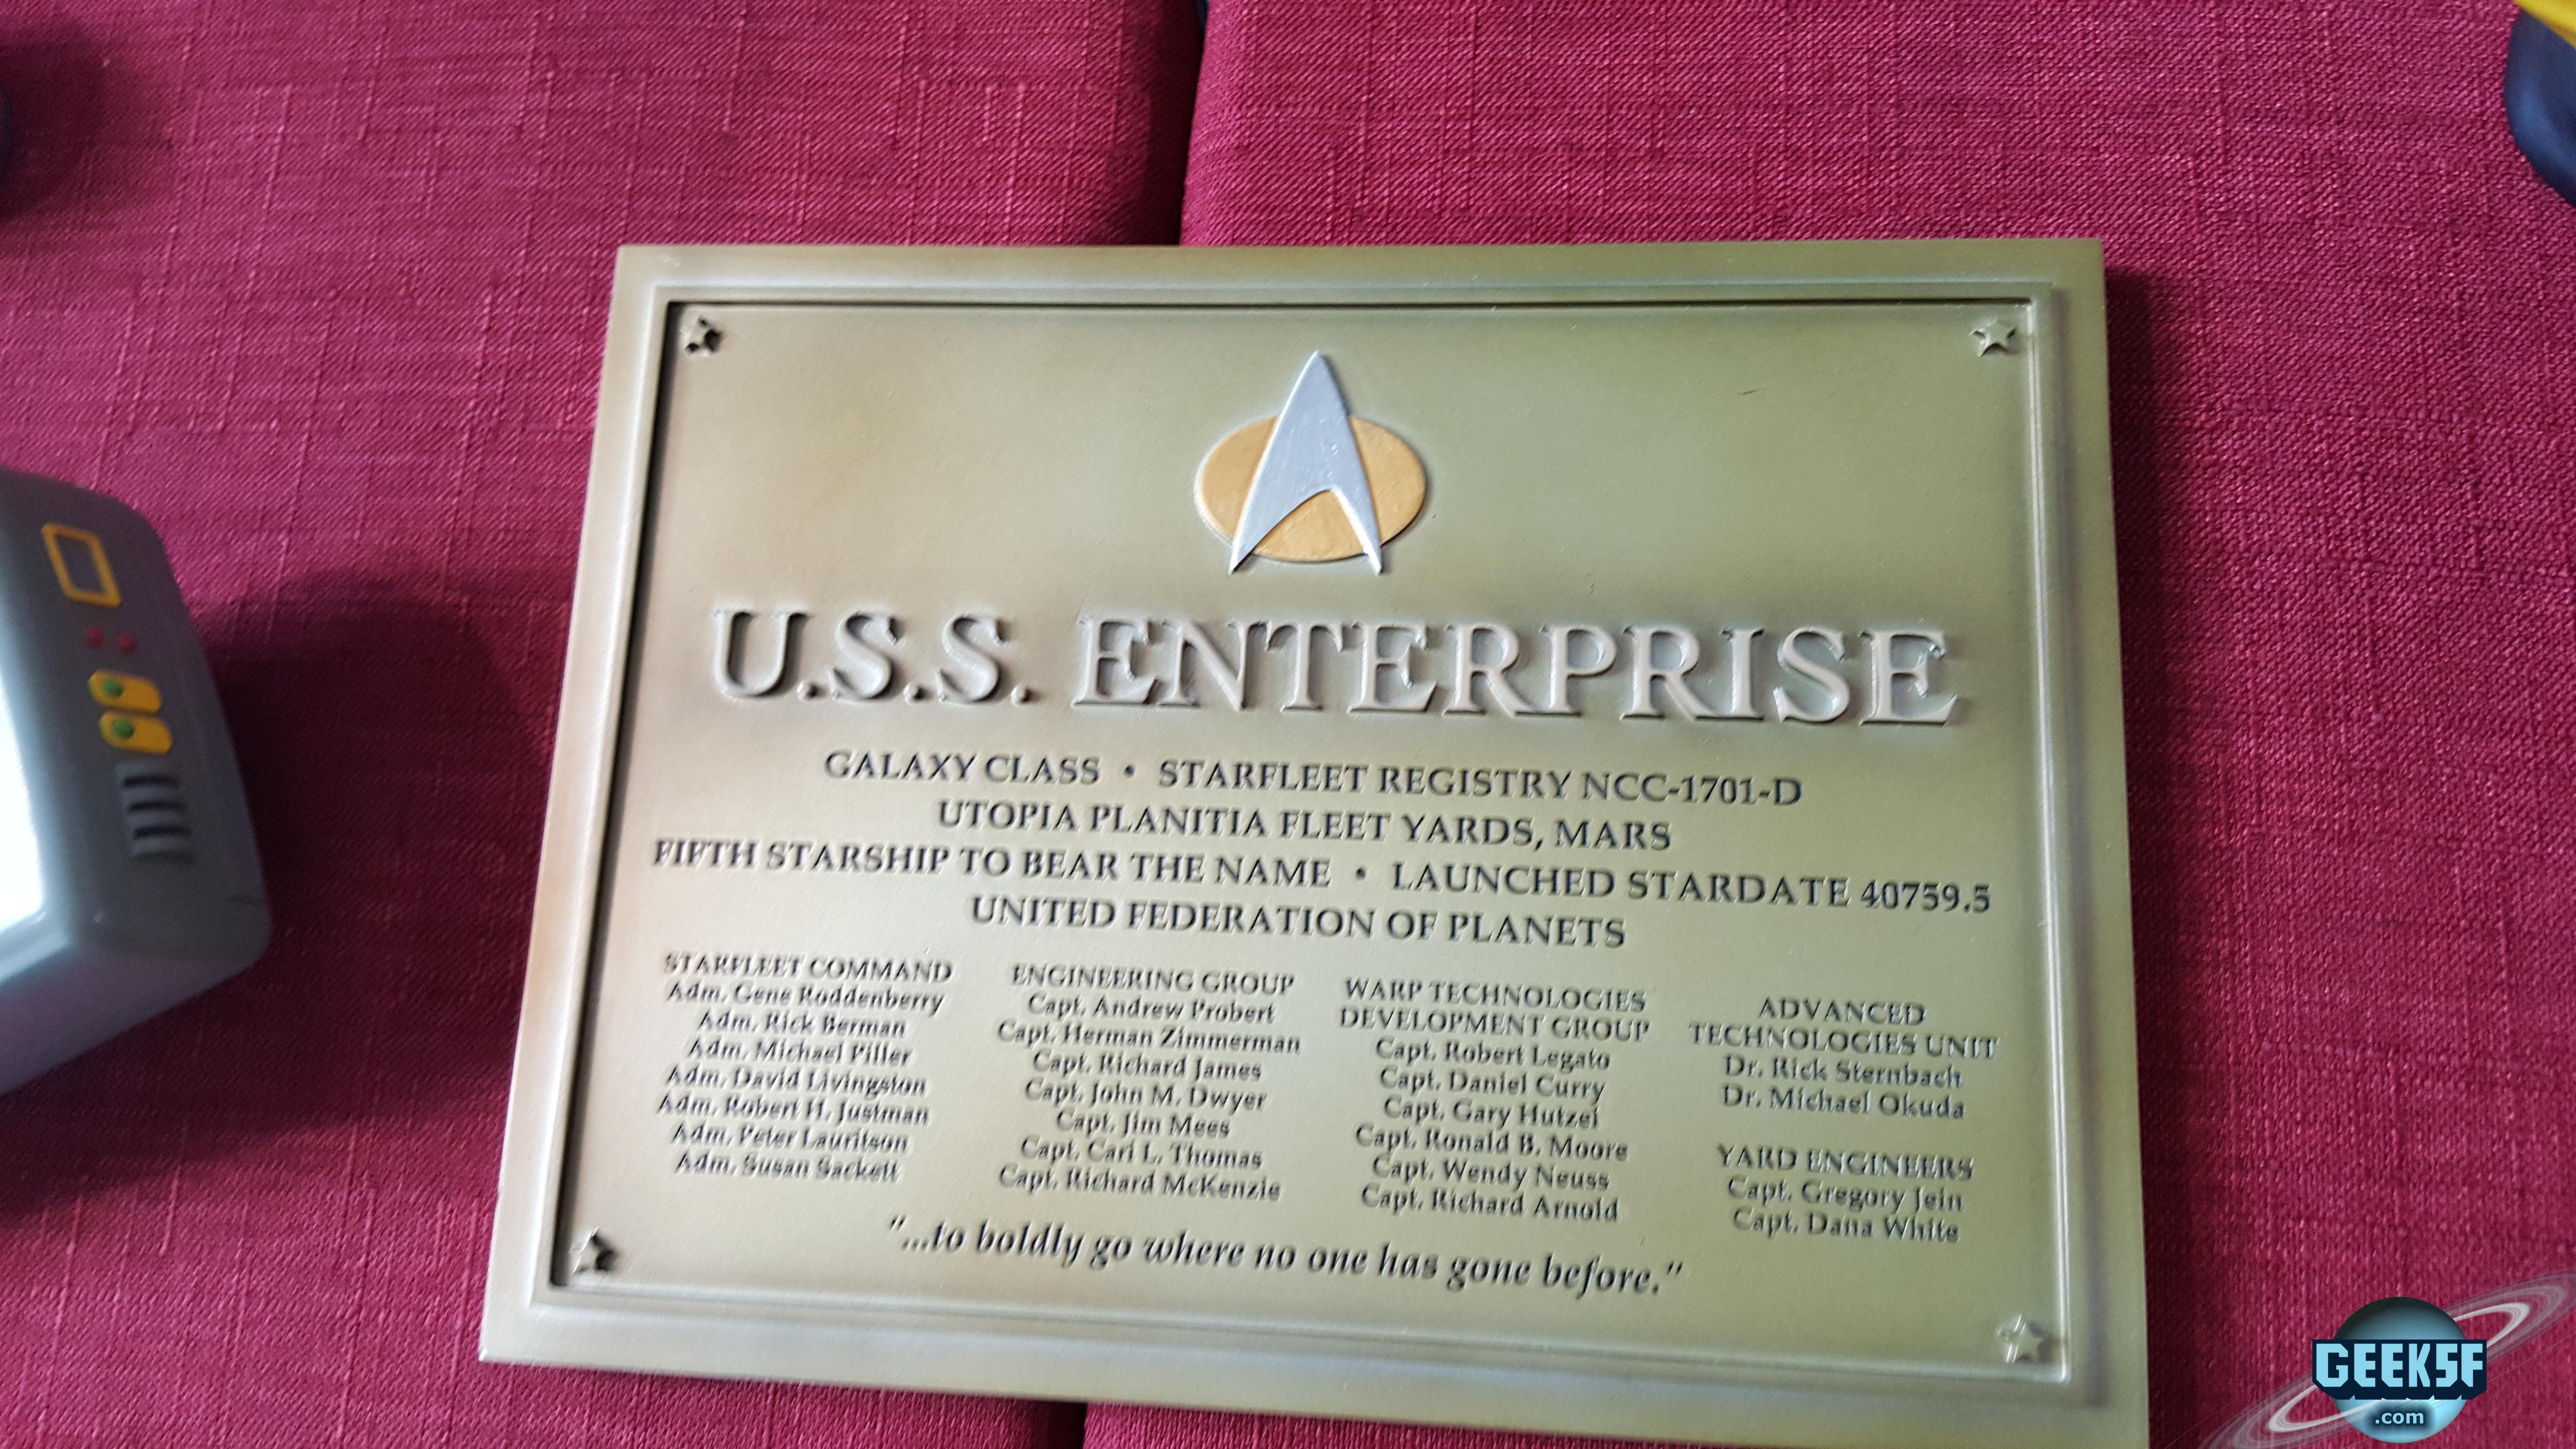 U.S.S. ENTERPRISE
GALAXY CLASS • STARFLEET REGISTRY NCC-1701-D
UTOPIA PLANITIA FLEET YARDS, MARS
FIFTH STARSHIP TO BEAR THE NAME • LAUNCHED STARDATE 40759.5
UNITED FEDERATION OF PLANETS
STARFLEET COMMAND
Adm. Gene Roddenberry
Adm. Rick Berman
Adm. Michael Piller
Adm. David Livingston
Adm. Robert H. Justman
Adm. Peter Lauritson
Adm. Susan Sackett
ENGINEERING GROUP
Capt. Andrew Probert
Capt. Herman Zimmerman
Capt. Richard James
Capt. John M. Dwyer
Capt. Jim Mees
Capt. Cari L. Thomas
Capt. Richard McKenzie
WARP TECHNOLOGIES
DEVELOPMENT GROUP
Capt. Robert Legato
Capt. Daniel Curry
Capt. Gary Hutzel
Capt. Ronald B. Moore
Capt. Wendy Neuss
Capt. Richard Arnold
ADVANCED
TECHNOLOGIES UNIT
Dr. Rick Sternbach
Dr. Michael Okuda
YARD ENGINEERS
Capt. Gregory Jein
Capt. Dana White
"...to boldly go where no one has gone before."
GEEKSF
.com